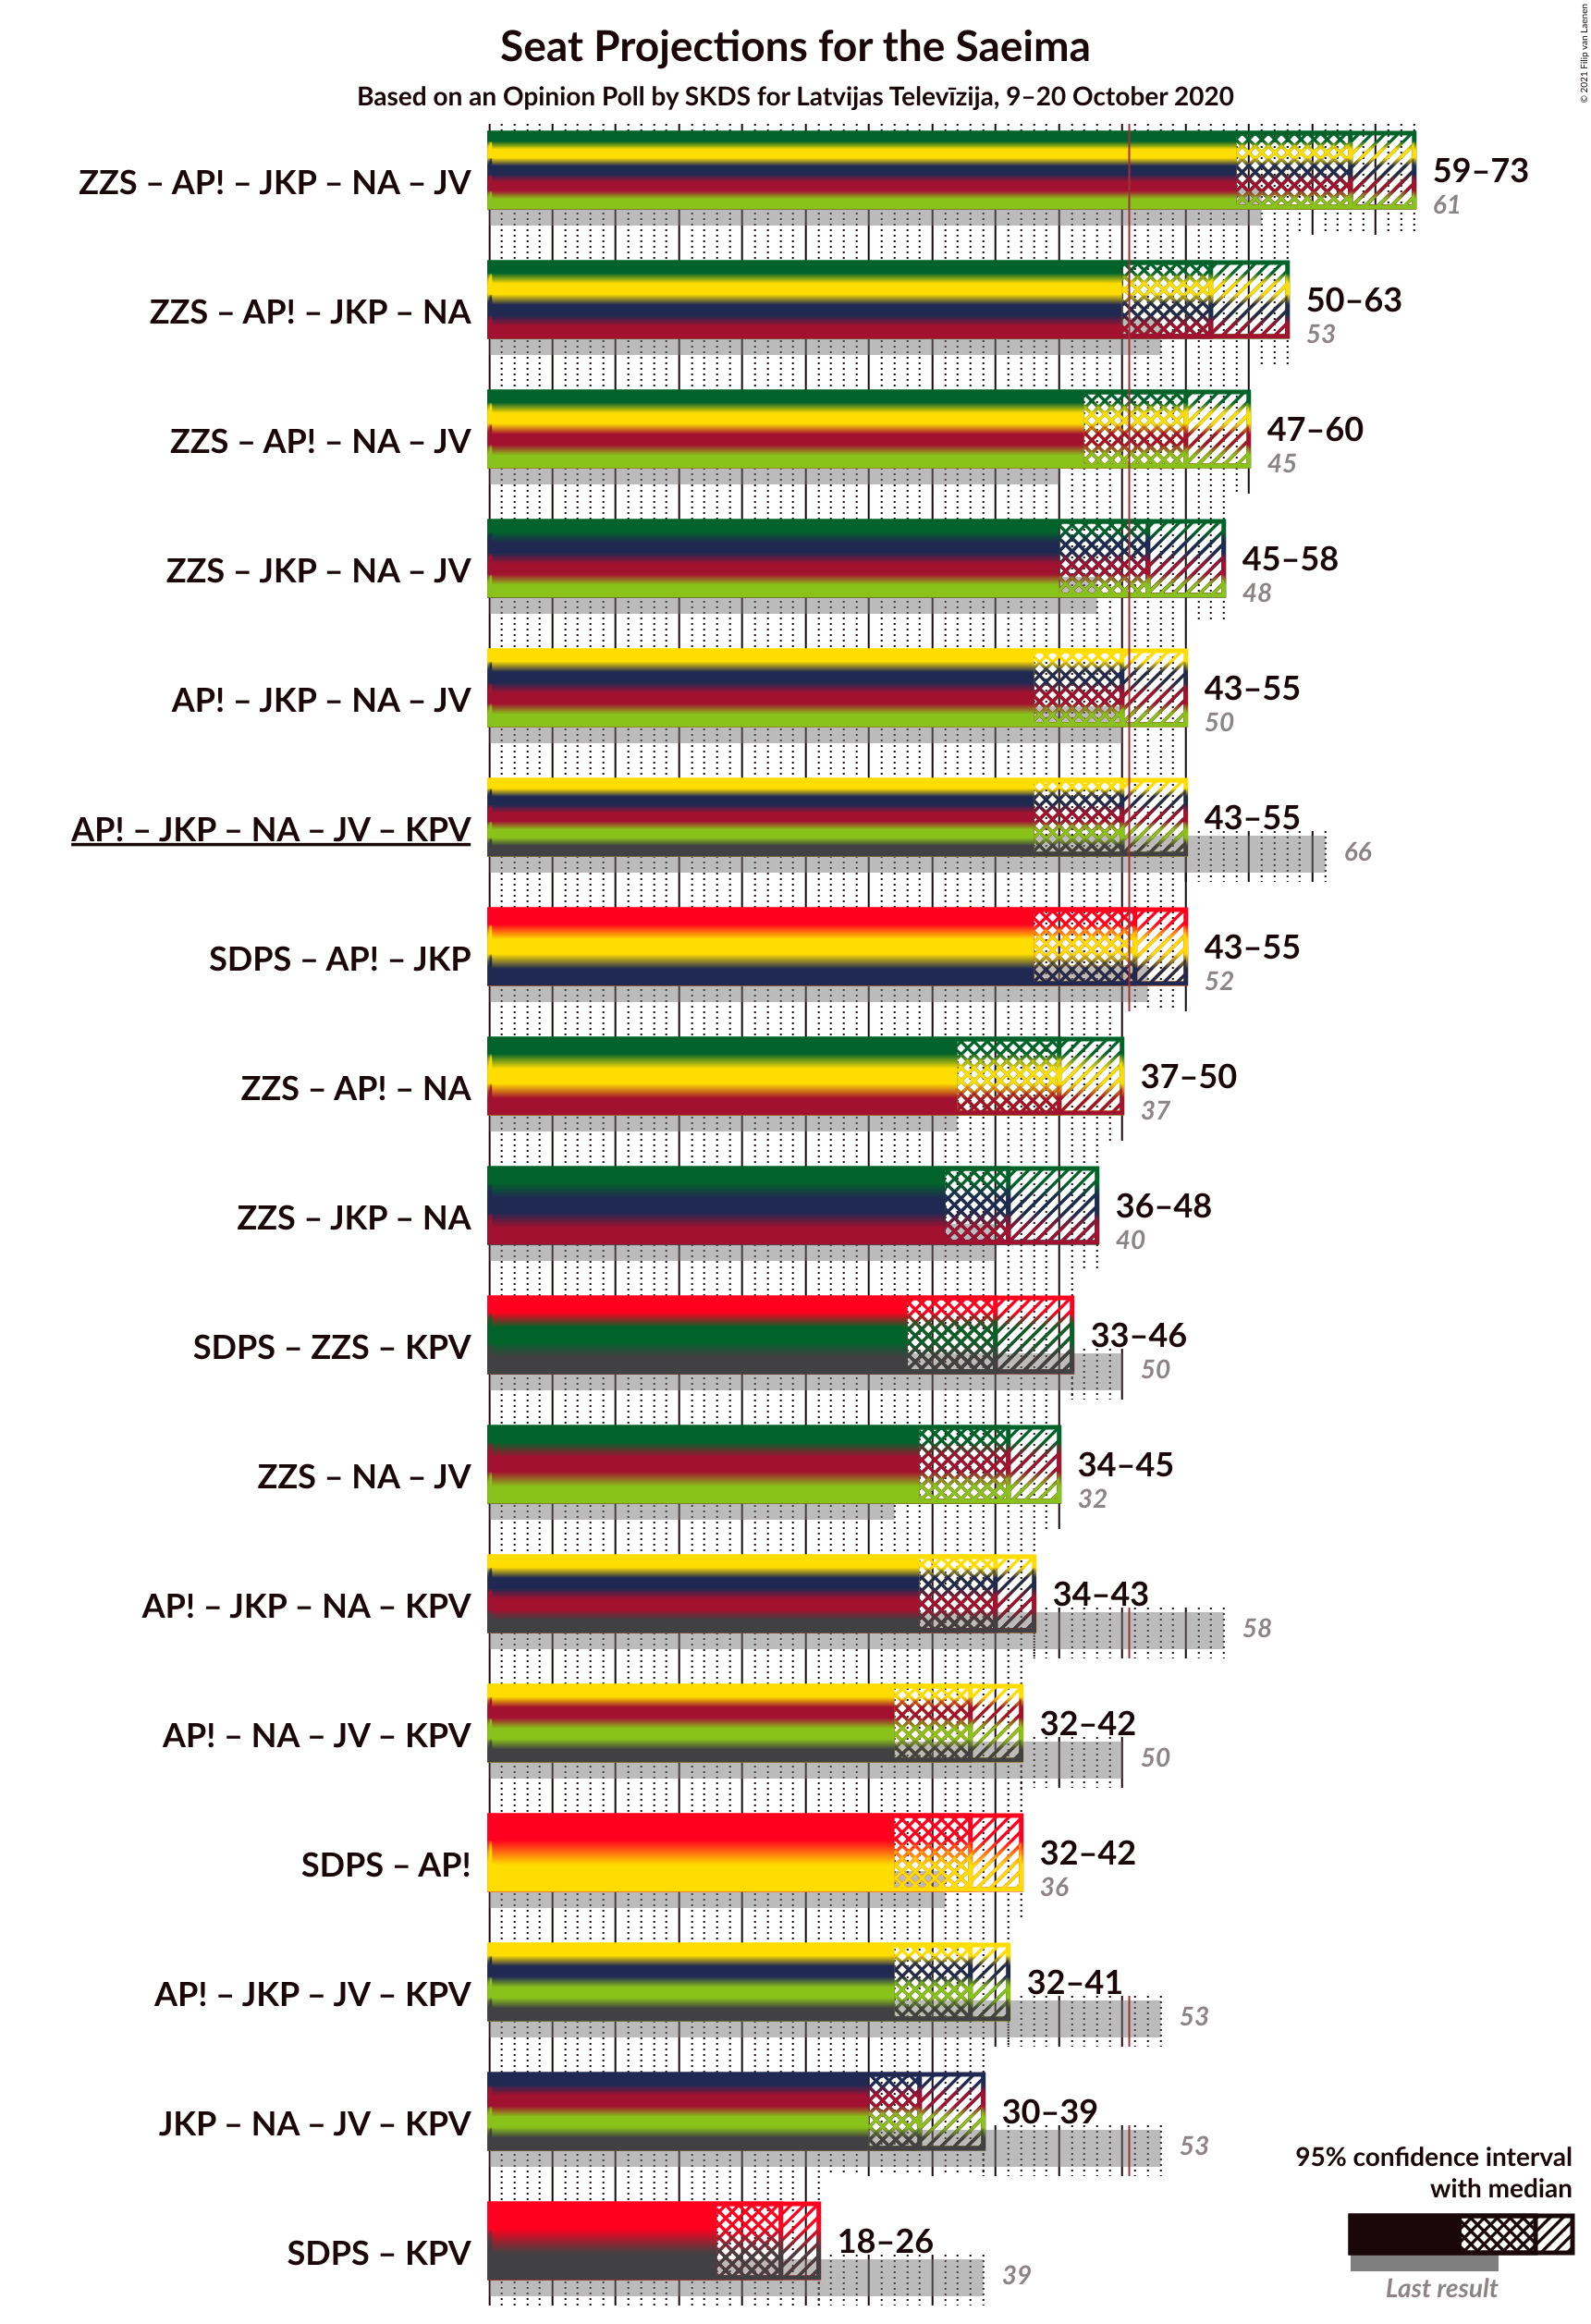 Seat Projections for the Saeima
Based on an Opinion Poll by SKDS for Latvijas Televīzija, 9–20 October 2020
© 2021 Filip van Laenen
ZZS – AP! – JKP – NA – JV
59–73
61
ZZS – AP! – JKP – NA
50–63
53
ZZS – AP! – NA – JV
47–60
45
ZZS – JKP – NA – JV
45–58
48
AP! – JKP – NA – JV
43–55
50
AP! – JKP – NA – JV – KPV
43–55
66
SDPS – AP! – JKP
43–55
52
ZZS – AP! – NA
37–50
37
ZZS – JKP – NA
36–48
40
SDPS – ZZS – KPV
33–46
50
ZZS – NA – JV
34–45
32
AP! – JKP – NA – KPV
34–43
58
AP! – NA – JV – KPV
32–42
50
SDPS – AP!
32–42
36
AP! – JKP – JV – KPV
32–41
53
JKP – NA – JV – KPV
30–39
53
SDPS – KPV
18–26
39
95% confidence interval
with median
Last result